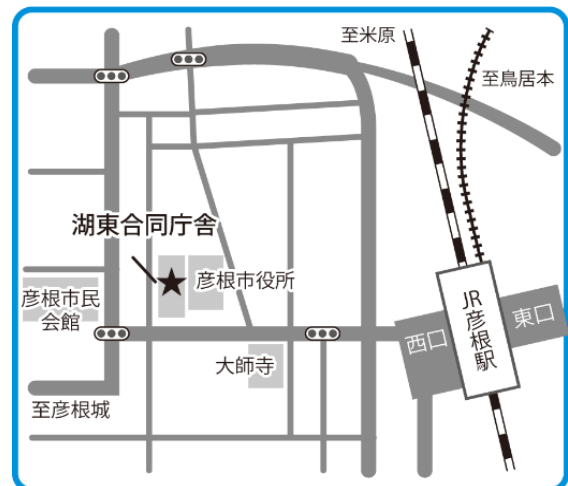 至米原
至鳥居本
湖東合同庁舎
彦根市役所
彦根市民
会館
JR彦根駅
西口
東口
大師寺
至彦根城